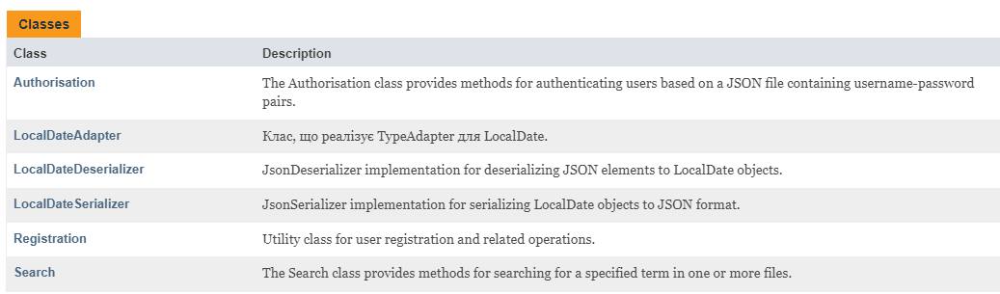 Classes
Class Description
Authorisation The Authorisation class provides methods for authenticating users based on a JSON file containing username-password
pairs.
LocalDateAdapter Клас, що реалізує TypeAdapter для LocalDate.
LocalDateDeserializer JsonDeserializer implementation for deserializing JSON elements to LocalDate objects.
LocalDateSerializer JsonSerializer implementation for serializing LocalDate objects to JSON format.
Registration Utility class for user registration and related operations.
Search The Search class provides methods for searching for a specified term in one or more files.